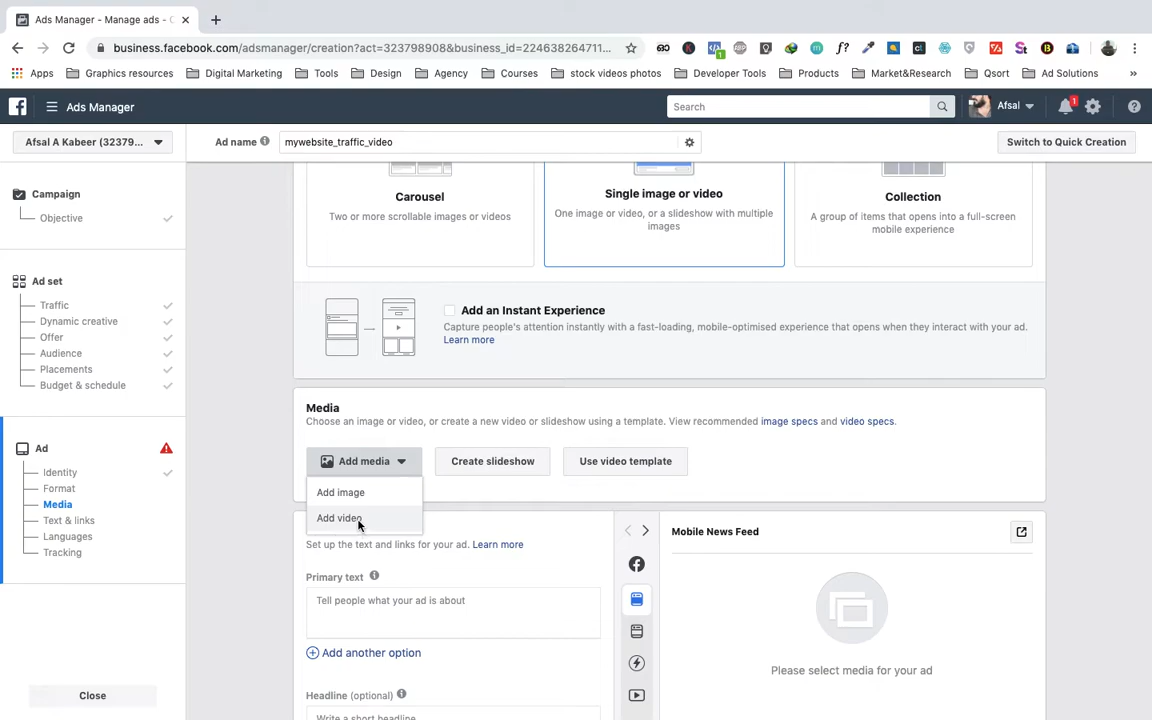 Ads Manager - Manage ads - C
business.facebook.com/adsmanager/creation?act=323798908&business_id=224638264711...
Apps
Graphics resources
Digital Marketing
Tools
Design
Agency
Courses
stock videos photos
Developer Tools
Products
Market&Research
Qsort
Ad Solutions
»
Ads Manager
Search
Afsal
1
Afsal A Kabeer (32379...
Ad name
mywebsite_traffic_video
Switch to Quick Creation
Campaign
Objective
Ad set
Traffic
Dynamic creative
Offer
Audience
Placements
Budget & schedule
Ad
Identity
Format
Media
Text & links
Languages
Tracking
Close
Carousel
Two or more scrollable images or videos
Single image or video
One image or video, or a slideshow with multiple
images
Collection
A group of items that opens into a full-screen
mobile experience
Add an Instant Experience
Capture people's attention instantly with a fast-loading, mobile-optimised experience that opens when they interact with your ad.
Learn more
Media
Choose an image or video, or create a new video or slideshow using a template. View recommended image specs and video specs.
Add media
Create slideshow
Use video template
Add image
Add video
Set up the text and links for your ad. Learn more
Primary text
Tell people what your ad is about
Add another option
Headline (optional)
Write a short headline
Mobile News Feed
Please select media for your ad